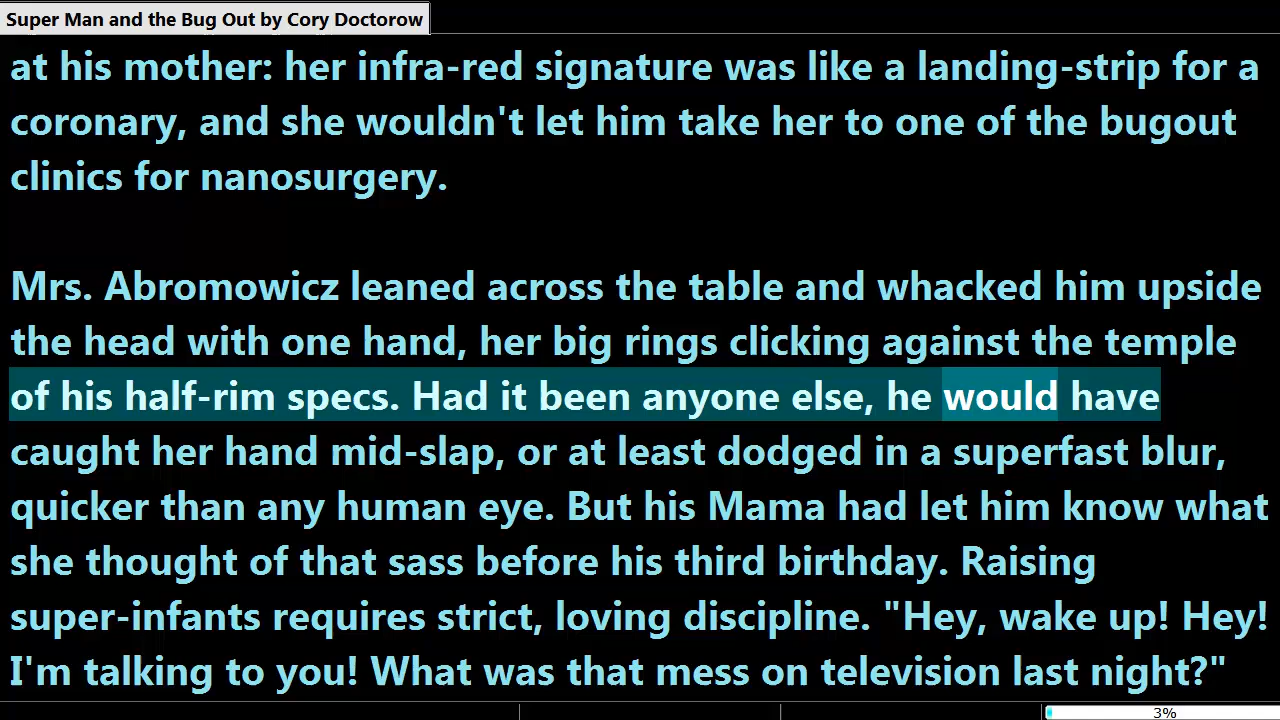 Super Man and the Bug Out by Cory Doctorow
at his mother: her infra-red signature was like a landing-strip for a
coronary, and she wouldn't let him take her to one of the bugout
clinics for nanosurgery.
Mrs. Abromowicz leaned across the table and whacked him upside
the head with one hand, her big rings clicking against the temple
of his half-rim specs. Had it been anyone else, he would have
caught her hand mid-slap, or at least dodged in a superfast blur,
quicker than any human eye. But his Mama had let him know what
she thought of that sass before his third birthday. Raising
super-infants requires strict, loving discipline. "Hey, wake up! Hey!
I'm talking to you! What was that mess on television last night?"
3%